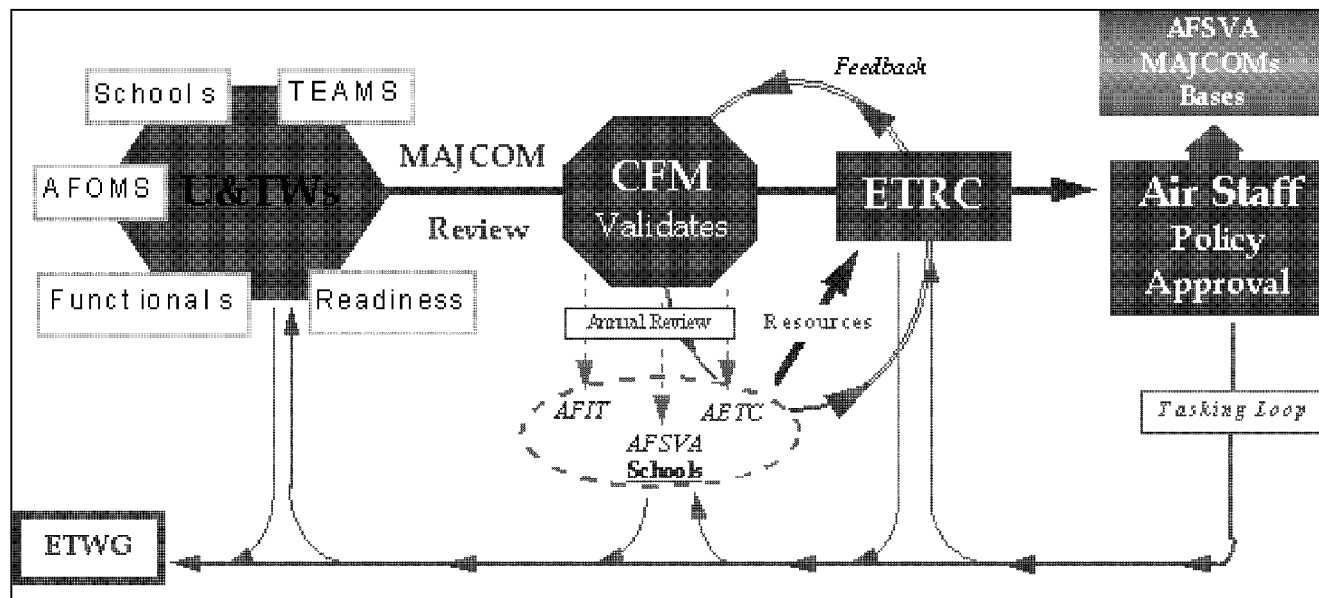 AFSVA
MAJCOMs
Bases
Schools
TEAMS
Feedback
AFOMS
U&TWs
MAJCOM
Review
CFM
Validates
ETRC
Air Staff
Policy
Approval
Functionals
Readiness
Annual Review
Resources
AFIT
AETC
AFSVA
Schools
Tasking Loop
ETWG